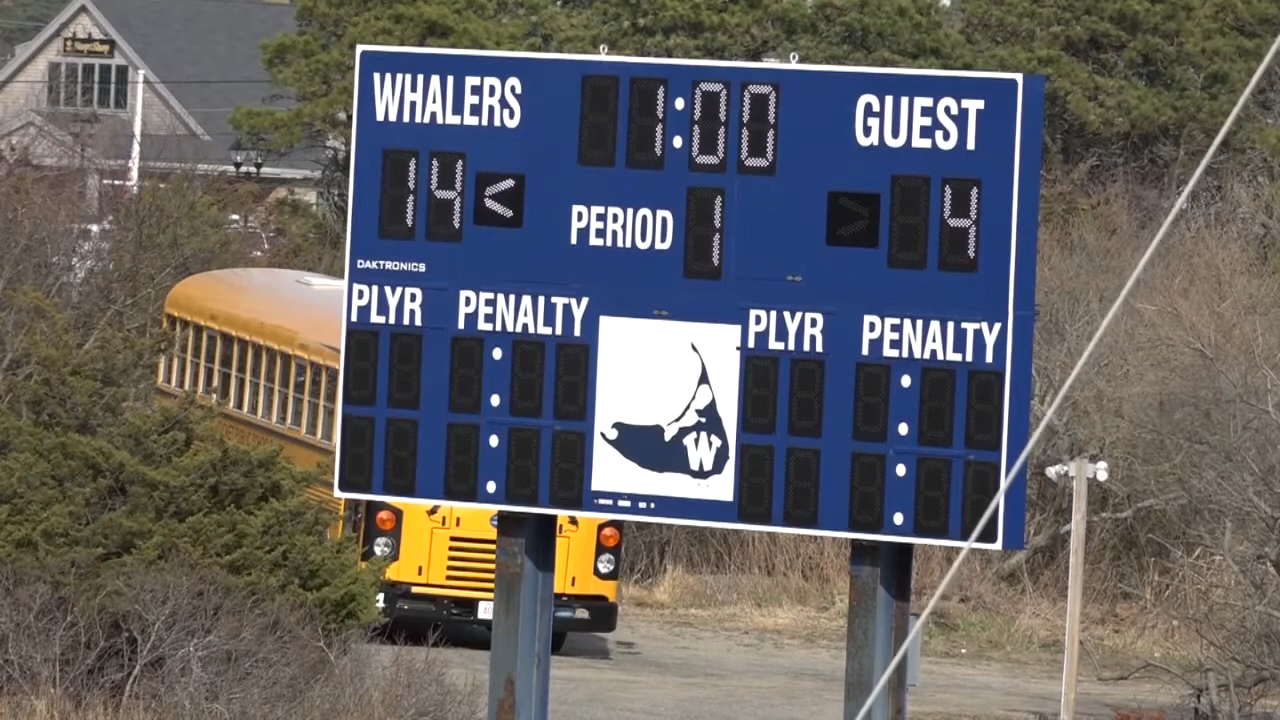 WHALERS
1:00
GUEST
14 <
PERIOD 1
> 4
DAKTRONICS
PLYR PENALTY
PLYR PENALTY
W